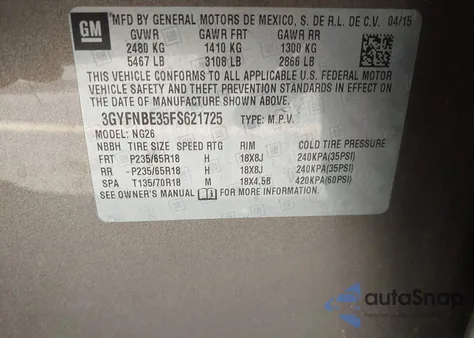 GM
MFD BY GENERAL MOTORS DE MEXICO, S. DE R.L. DE C.V. 04/15
GVWR GAWR FRT GAWR RR
2480 KG 1410 KG 1300 KG
5467 LB 3108 LB 2866 LB
THIS VEHICLE CONFORMS TO ALL APPLICABLE U.S. FEDERAL MOTOR
VEHICLE SAFETY AND THEFT PREVENTION STANDARDS IN EFFECT ON
THE DATE OF MANUFACTURE SHOWN ABOVE.
3GYFNBE35FS621725 TYPE: M.P.V.
MODEL: NG26
NBBH TIRE SIZE SPEED RTG RIM COLD TIRE PRESSURE
FRT P235/65R18 H 18X8J 240KPA(35PSI)
RR P235/65R18 H 18X8J 240KPA(35PSI)
SPA T135/70R18 M 18X4.5B 420KPA(60PSI)
SEE OWNER'S MANUAL FOR MORE INFORMATION
autoSnap